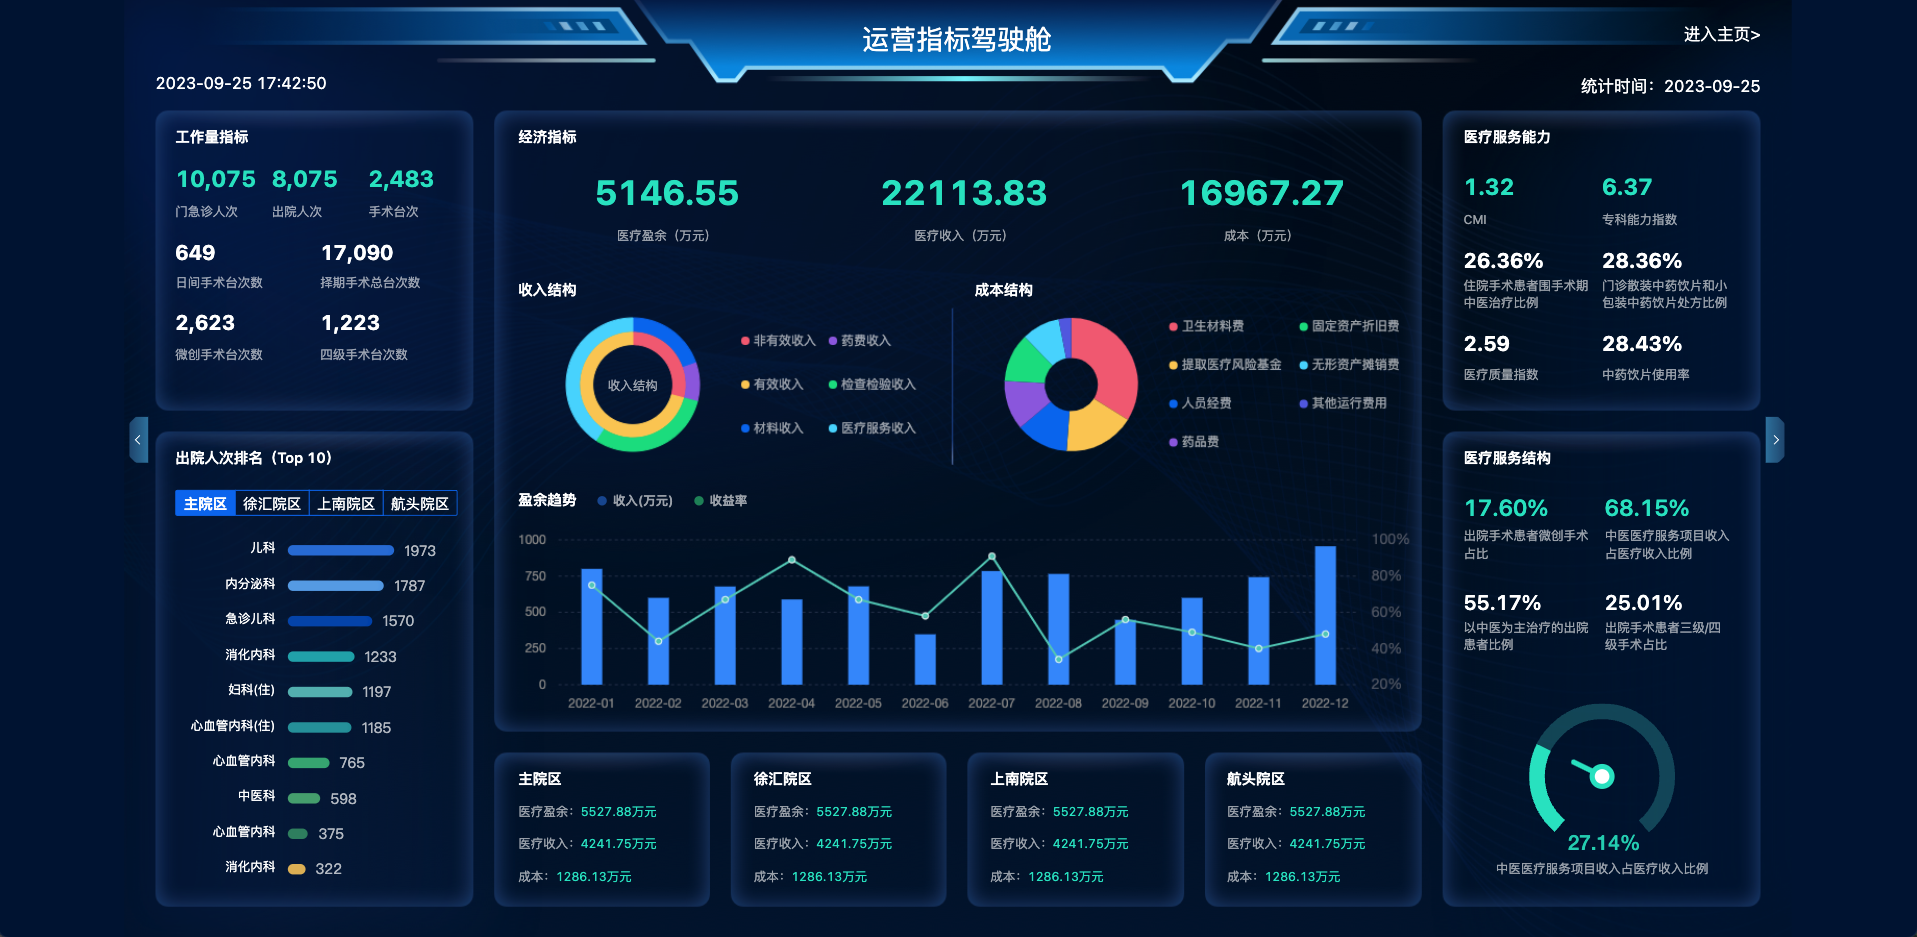 运营指标驾驶舱
进入主页>
2023-09-25 17:42:50
统计时间：2023-09-25
工作量指标
10,075 8,075 2,483
门急诊人次 出院人次 手术台次
649 17,090
日间手术台次数 择期手术总台次数
2,623 1,223
微创手术台次数 四级手术台次数
出院人次排名（Top 10）
主院区 徐汇院区 上南院区 航头院区
儿科 1973
内分泌科 1787
急诊儿科 1570
消化内科 1233
妇科(住) 1197
心血管内科(住) 1185
心血管内科 765
中医科 598
心血管内科 375
消化内科 322
经济指标
5146.55 22113.83 16967.27
医疗盈余（万元） 医疗收入（万元） 成本（万元）
收入结构
收入结构
非有效收入 药费收入
有效收入 检查检验收入
材料收入 医疗服务收入
成本结构
卫生材料费 固定资产折旧费
提取医疗风险基金 无形资产摊销费
人员经费 其他运行费用
药品费
盈余趋势 收入(万元) 收益率
1000 100%
750 80%
500 60%
250 40%
0 20%
2022-01 2022-02 2022-03 2022-04 2022-05 2022-06 2022-07 2022-08 2022-09 2022-10 2022-11 2022-12
主院区
医疗盈余：5527.88万元
医疗收入：4241.75万元
成本：1286.13万元
徐汇院区
医疗盈余：5527.88万元
医疗收入：4241.75万元
成本：1286.13万元
上南院区
医疗盈余：5527.88万元
医疗收入：4241.75万元
成本：1286.13万元
航头院区
医疗盈余：5527.88万元
医疗收入：4241.75万元
成本：1286.13万元
医疗服务能力
1.32 6.37
CMI 专科能力指数
26.36% 28.36%
住院手术患者围手术期 门诊散装中药饮片和小
中医治疗比例 包装中药饮片处方比例
2.59 28.43%
医疗质量指数 中药饮片使用率
医疗服务结构
17.60% 68.15%
出院手术患者微创手术 中医医疗服务项目收入
占比 占医疗收入比例
55.17% 25.01%
以中医为主治疗的出院 出院手术患者三级/四
患者比例 级手术占比
27.14%
中医医疗服务项目收入占医疗收入比例